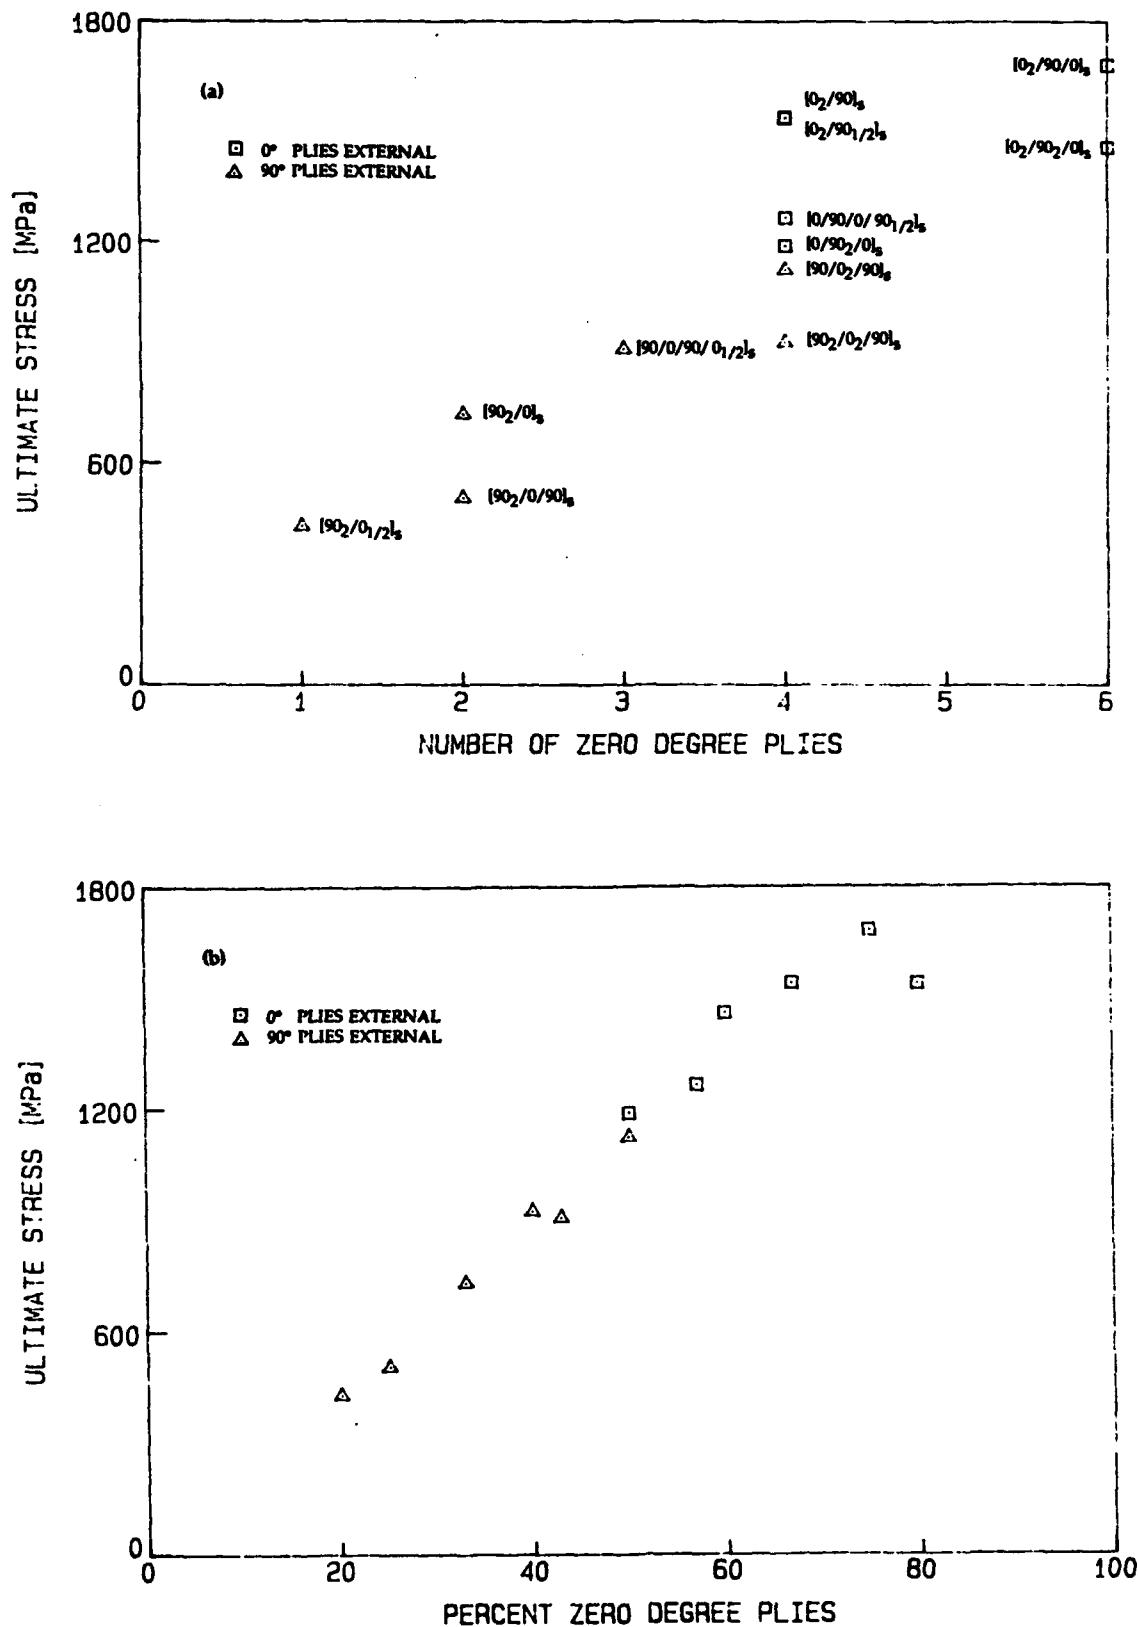 1800
(a)
[0₂/90/0]ₛ
[0₂/90]ₛ
[0₂/90₁/₂]ₛ
0° PLIES EXTERNAL
90° PLIES EXTERNAL
[0₂/90₂/0]ₛ
1200
[0/90/0/ 90₁/₂]ₛ
[0/90₂/0]ₛ
[90/0₂/90]ₛ
[90₂/0₂/90]ₛ
[90/0/90/ 0₁/₂]ₛ
[90₂/0]ₛ
600
[90₂/0/90]ₛ
[90₂/0₁/₂]ₛ
0
0 1 2 3 4 5 6
ULTIMATE STRESS [MPa]
NUMBER OF ZERO DEGREE PLIES
1800
(b)
0° PLIES EXTERNAL
90° PLIES EXTERNAL
1200
600
0
0 20 40 60 80 100
ULTIMATE STRESS [MPa]
PERCENT ZERO DEGREE PLIES